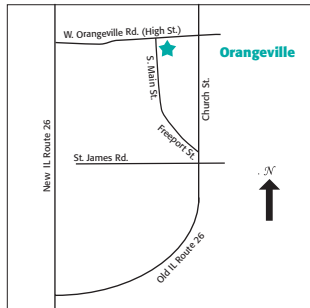 W. Orangeville Rd. (High St.)
Orangeville
S. Main St.
Church St.
Freeport St.
St. James Rd.
New IL Route 26
N
Old IL Route 26